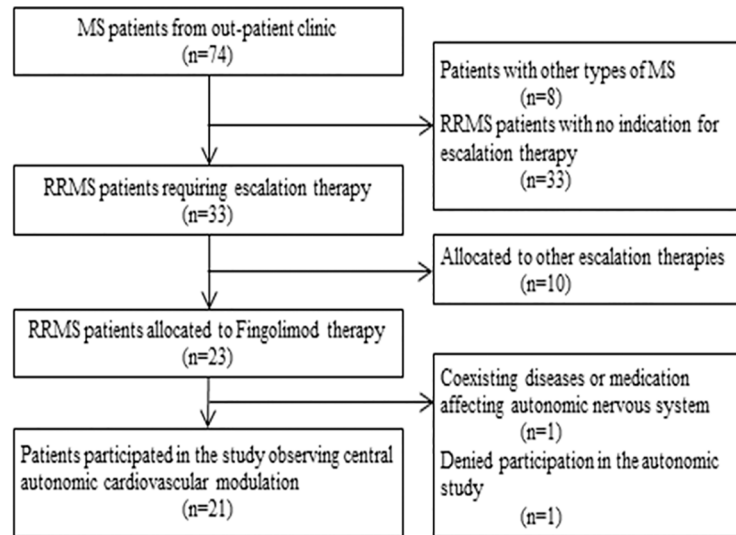 MS patients from out-patient clinic
(n=74)
Patients with other types of MS
(n=8)
RRMS patients with no indication for
escalation therapy
(n=33)
RRMS patients requiring escalation therapy
(n=33)
Allocated to other escalation therapies
(n=10)
RRMS patients allocated to Fingolimod therapy
(n=23)
Coexisting diseases or medication
affecting autonomic nervous system
(n=1)
Denied participation in the autonomic
study
(n=1)
Patients participated in the study observing central
autonomic cardiovascular modulation
(n=21)